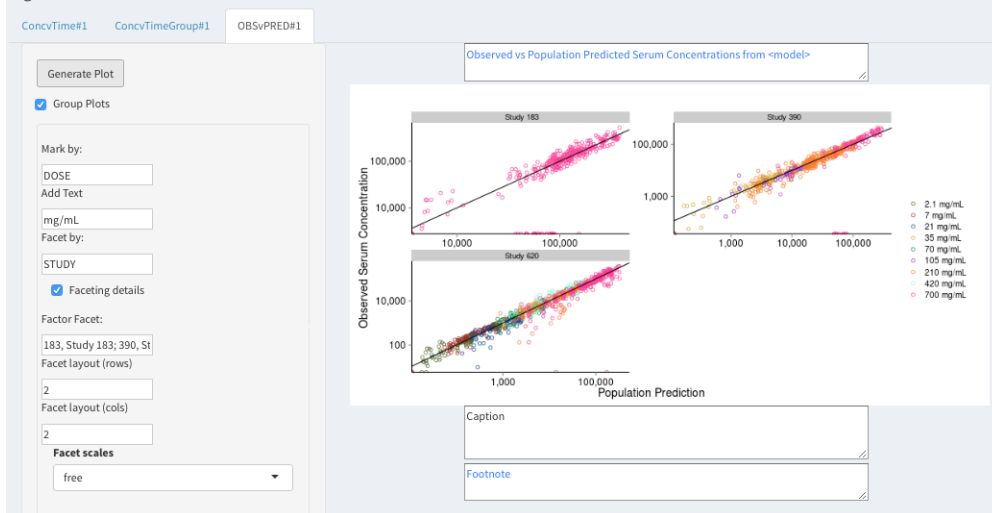 ConcvTime#1 ConcvTimeGroup#1 OBSvPRED#1
Generate Plot
Group Plots
Mark by:
DOSE
Add Text
mg/mL
Facet by:
STUDY
Faceting details
Factor Facet:
183, Study 183; 390, St
Facet layout (rows)
2
Facet layout (cols)
2
Facet scales
free
Observed vs Population Predicted Serum Concentrations from <model>
Observed Serum Concentration
Study 183
100,000
10,000
10,000 100,000
Study 390
100,000
1,000
1,000 10,000 100,000
Study 620
10,000
100
1,000 100,000
Population Prediction
2.1 mg/mL
7 mg/mL
21 mg/mL
35 mg/mL
70 mg/mL
105 mg/mL
210 mg/mL
420 mg/mL
700 mg/mL
Caption
Footnote